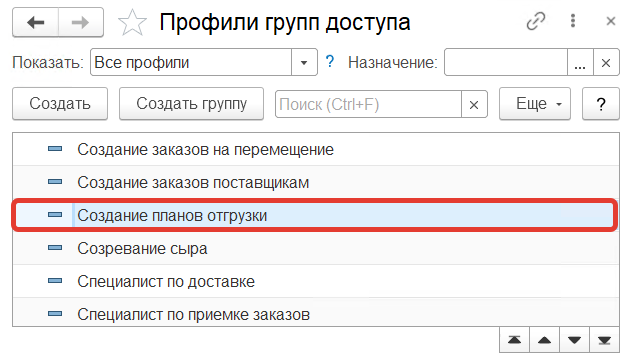 Профили групп доступа
Показать: Все профили ? Назначение: ... ×
Создать Создать группу Поиск (Ctrl+F) × Еще ?
Создание заказов на перемещение
Создание заказов поставщикам
Создание планов отгрузки
Созревание сыра
Специалист по доставке
Специалист по приемке заказов